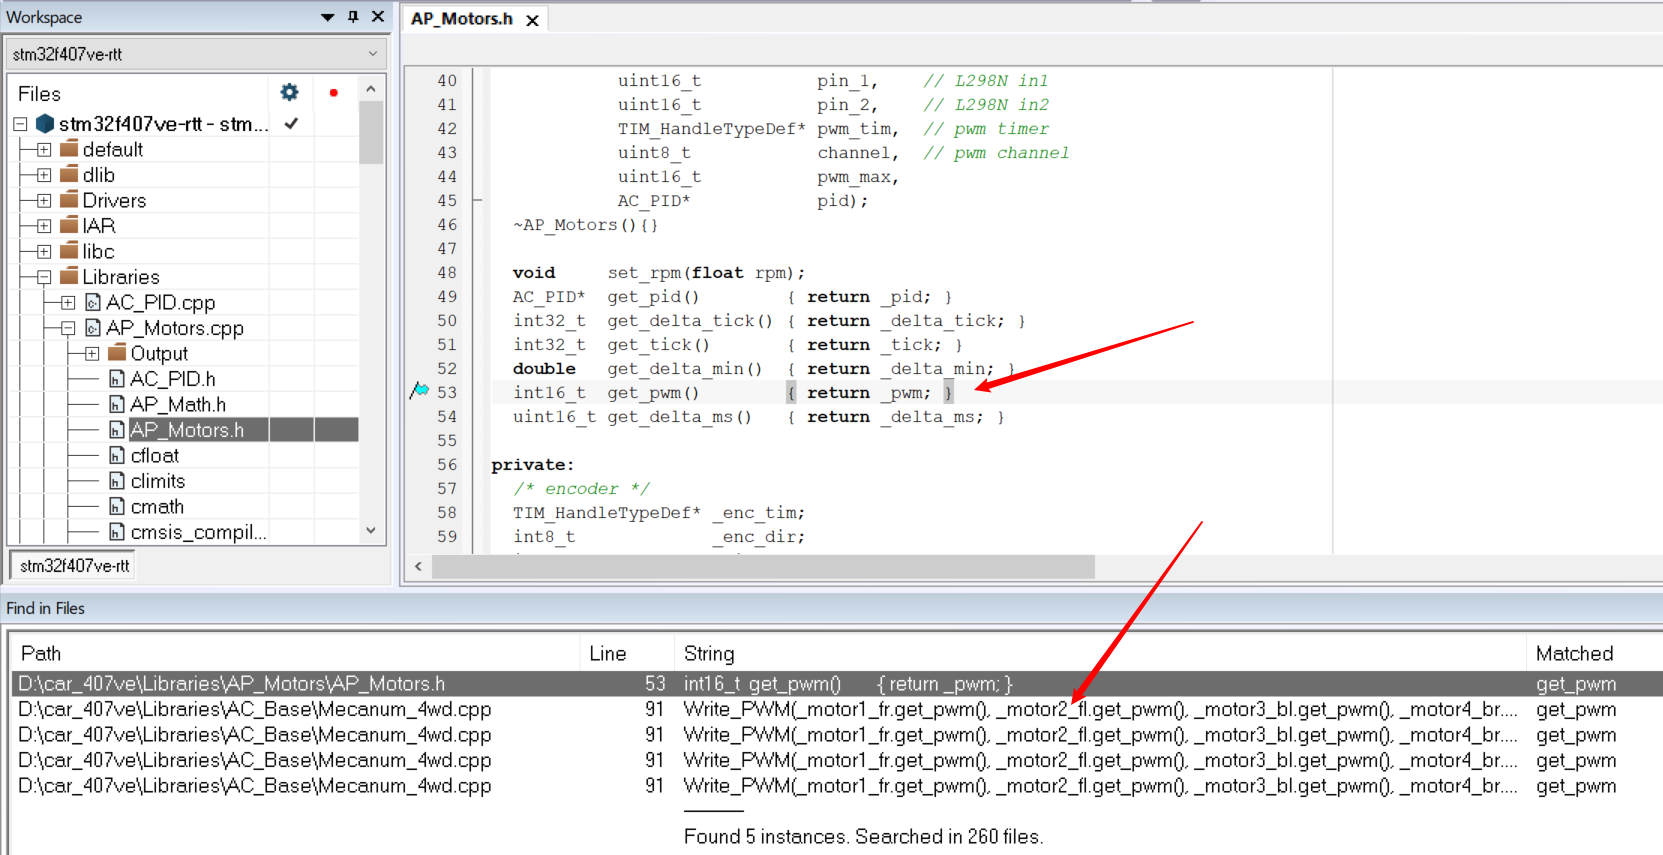 Workspace
stm32f407ve-rtt
Files
stm32f407ve-rtt - stm...
default
dlib
Drivers
IAR
libc
Libraries
AC_PID.cpp
AP_Motors.cpp
Output
AC_PID.h
AP_Math.h
AP_Motors.h
cfloat
climits
cmath
cmsis_compil...
stm32f407ve-rtt
AP_Motors.h
40 uint16_t pin_1, // L298N in1
41 uint16_t pin_2, // L298N in2
42 TIM_HandleTypeDef* pwm_tim, // pwm timer
43 uint8_t channel, // pwm channel
44 uint16_t pwm_max,
45 AC_PID* pid);
46 ~AP_Motors(){}
47
48 void set_rpm(float rpm);
49 AC_PID* get_pid() { return _pid; }
50 int32_t get_delta_tick() { return _delta_tick; }
51 int32_t get_tick() { return _tick; }
52 double get_delta_min() { return _delta_min; }
53 int16_t get_pwm() { return _pwm; }
54 uint16_t get_delta_ms() { return _delta_ms; }
55
56 private:
57 /* encoder */
58 TIM_HandleTypeDef* _enc_tim;
59 int8_t _enc_dir;
Find in Files
Path Line String Matched
D:\car_407ve\Libraries\AP_Motors\AP_Motors.h 53 int16_t get_pwm() { return _pwm; } get_pwm
D:\car_407ve\Libraries\AC_Base\Mecanum_4wd.cpp 91 Write_PWM(_motor1_fr.get_pwm(), _motor2_fl.get_pwm(), _motor3_bl.get_pwm(), _motor4_br.... get_pwm
D:\car_407ve\Libraries\AC_Base\Mecanum_4wd.cpp 91 Write_PWM(_motor1_fr.get_pwm(), _motor2_fl.get_pwm(), _motor3_bl.get_pwm(), _motor4_br.... get_pwm
D:\car_407ve\Libraries\AC_Base\Mecanum_4wd.cpp 91 Write_PWM(_motor1_fr.get_pwm(), _motor2_fl.get_pwm(), _motor3_bl.get_pwm(), _motor4_br.... get_pwm
D:\car_407ve\Libraries\AC_Base\Mecanum_4wd.cpp 91 Write_PWM(_motor1_fr.get_pwm(), _motor2_fl.get_pwm(), _motor3_bl.get_pwm(), _motor4_br.... get_pwm
Found 5 instances. Searched in 260 files.